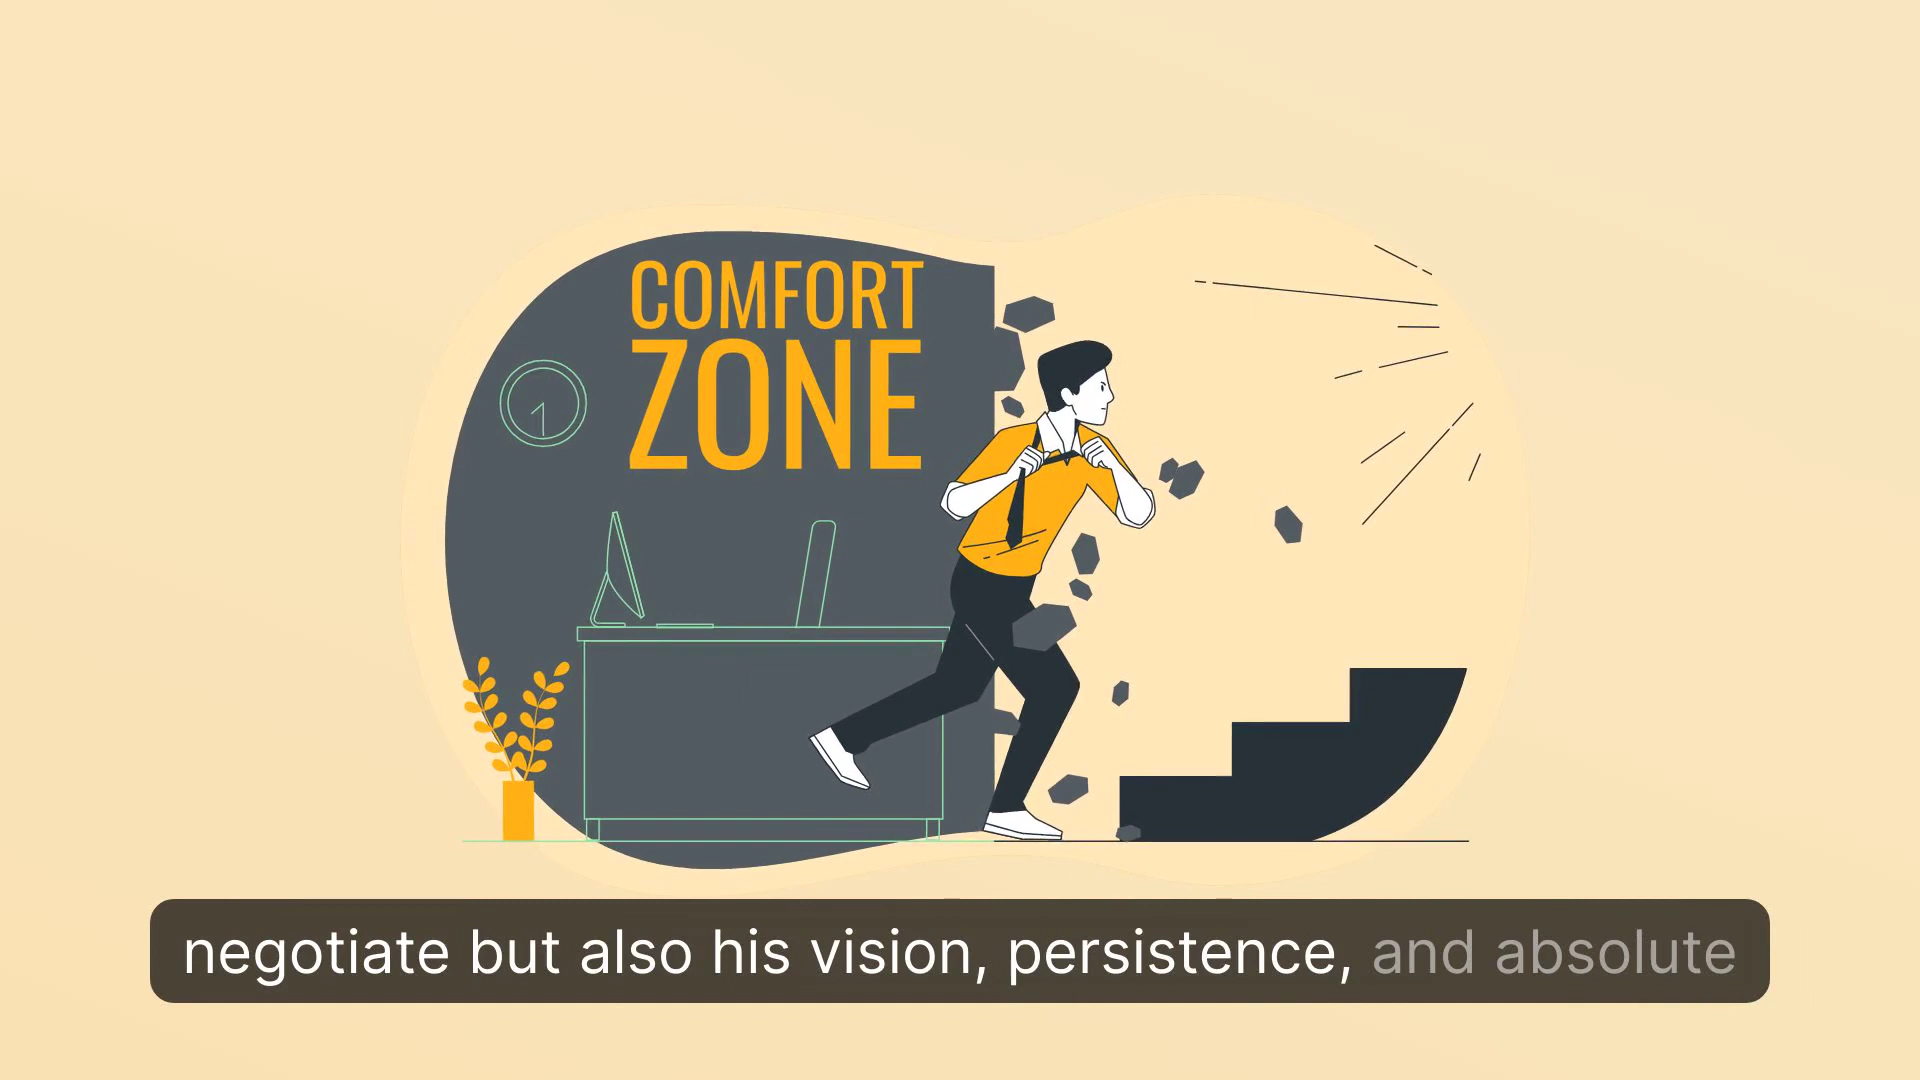 COMFORT
ZONE
negotiate but also his vision, persistence, and absolute